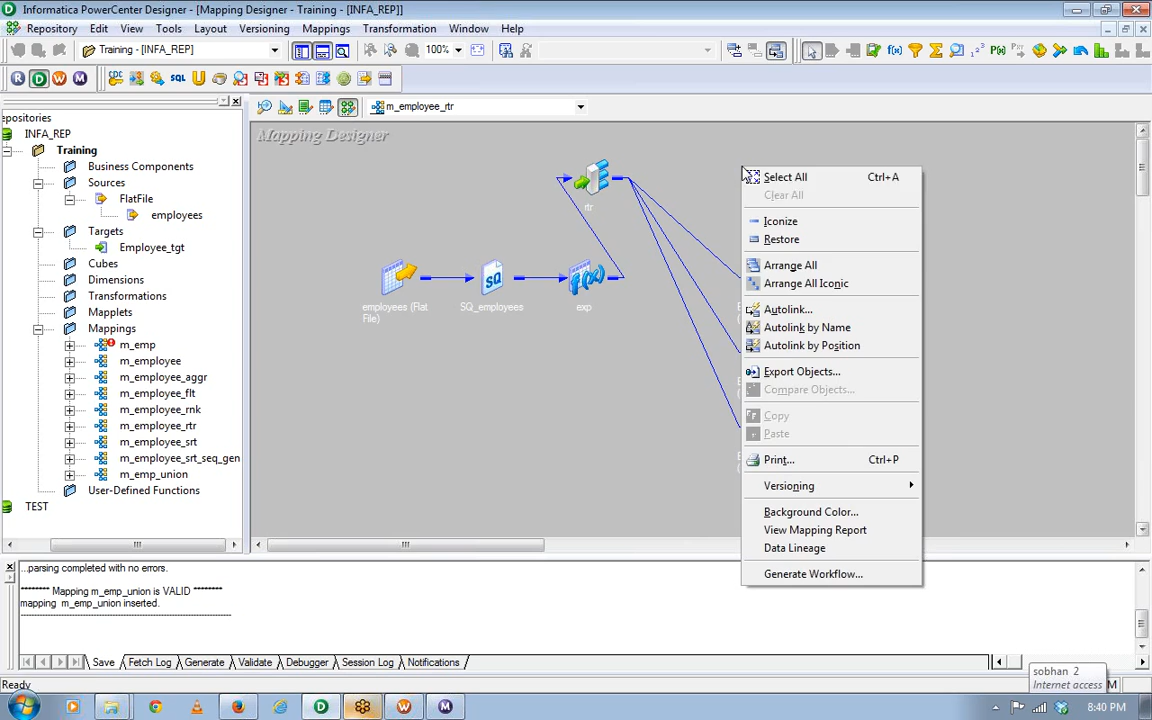 Informatica PowerCenter Designer - [Mapping Designer - Training - [INFA_REP]]
Repository Edit View Tools Layout Versioning Mappings Transformation Window Help
Training - [INFA_REP]
100%
m_employee_rtr
epositories
INFA_REP
Training
Business Components
Sources
FlatFile
employees
Targets
Employee_tgt
Cubes
Dimensions
Transformations
Mapplets
Mappings
m_emp
m_employee
m_employee_aggr
m_employee_flt
m_employee_rnk
m_employee_rtr
m_employee_srt
m_employee_srt_seq_gen
m_emp_union
User-Defined Functions
TEST
Mapping Designer
rtr
employees (Flat
File)
SQ_employees
exp
Select All Ctrl+A
Clear All
Iconize
Restore
Arrange All
Arrange All Iconic
Autolink...
Autolink by Name
Autolink by Position
Export Objects...
Compare Objects...
Copy
Paste
Print... Ctrl+P
Versioning
Background Color...
View Mapping Report
Data Lineage
Generate Workflow...
...parsing completed with no errors.
******** Mapping m_emp_union is VALID ********
mapping m_emp_union inserted.
Save Fetch Log Generate Validate Debugger Session Log Notifications
Ready
sobhan 2
Internet access
8:40 PM